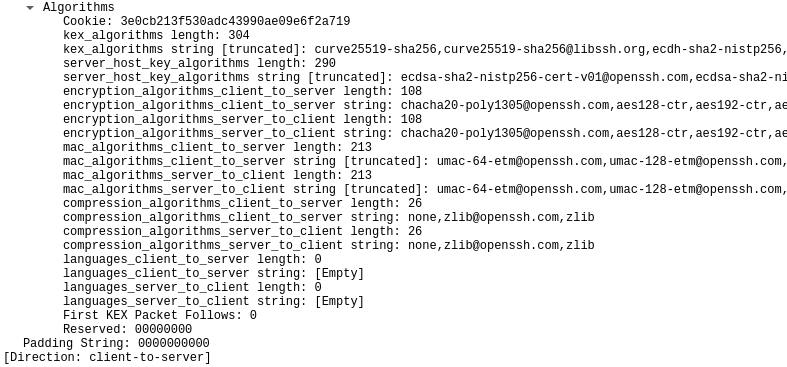 Algorithms
Cookie: 3e0cb213f530adc43990ae09e6f2a719
kex_algorithms length: 304
kex_algorithms string [truncated]: curve25519-sha256,curve25519-sha256@libssh.org,ecdh-sha2-nistp256,
server_host_key_algorithms length: 290
server_host_key_algorithms string [truncated]: ecdsa-sha2-nistp256-cert-v01@openssh.com,ecdsa-sha2-ni
encryption_algorithms_client_to_server length: 108
encryption_algorithms_client_to_server string: chacha20-poly1305@openssh.com,aes128-ctr,aes192-ctr,ae
encryption_algorithms_server_to_client length: 108
encryption_algorithms_server_to_client string: chacha20-poly1305@openssh.com,aes128-ctr,aes192-ctr,ae
mac_algorithms_client_to_server length: 213
mac_algorithms_client_to_server string [truncated]: umac-64-etm@openssh.com,umac-128-etm@openssh.com,
mac_algorithms_server_to_client length: 213
mac_algorithms_server_to_client string [truncated]: umac-64-etm@openssh.com,umac-128-etm@openssh.com,
compression_algorithms_client_to_server length: 26
compression_algorithms_client_to_server string: none,zlib@openssh.com,zlib
compression_algorithms_server_to_client length: 26
compression_algorithms_server_to_client string: none,zlib@openssh.com,zlib
languages_client_to_server length: 0
languages_client_to_server string: [Empty]
languages_server_to_client length: 0
languages_server_to_client string: [Empty]
First KEX Packet Follows: 0
Reserved: 00000000
Padding String: 0000000000
[Direction: client-to-server]